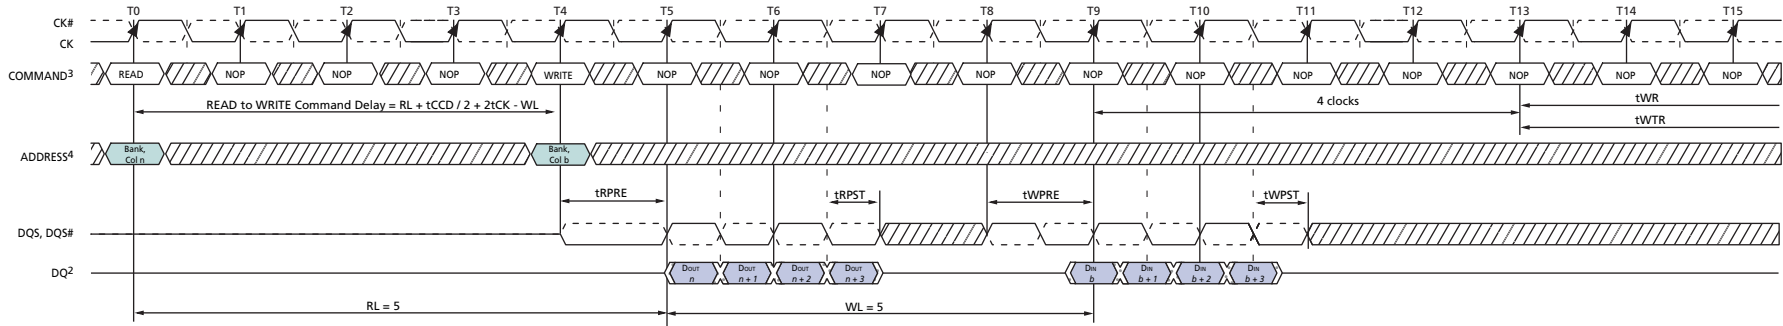 T0 T1 T2 T3 T4 T5 T6 T7 T8 T9 T10 T11 T12 T13 T14 T15
CK#
CK
COMMAND3 READ NOP NOP NOP WRITE NOP NOP NOP NOP NOP NOP NOP NOP NOP NOP NOP
READ to WRITE Command Delay = RL + tCCD / 2 + 2tCK - WL
4 clocks
tWR
tWTR
ADDRESS4
Bank, Col n
Bank, Col b
tRPRE tRPST tWPRE tWPST
DQS, DQS#
DQ2
DOUT n
DOUT n + 1
DOUT n + 2
DOUT n + 3
DIN b
DIN b + 1
DIN b + 2
DIN b + 3
RL = 5 WL = 5